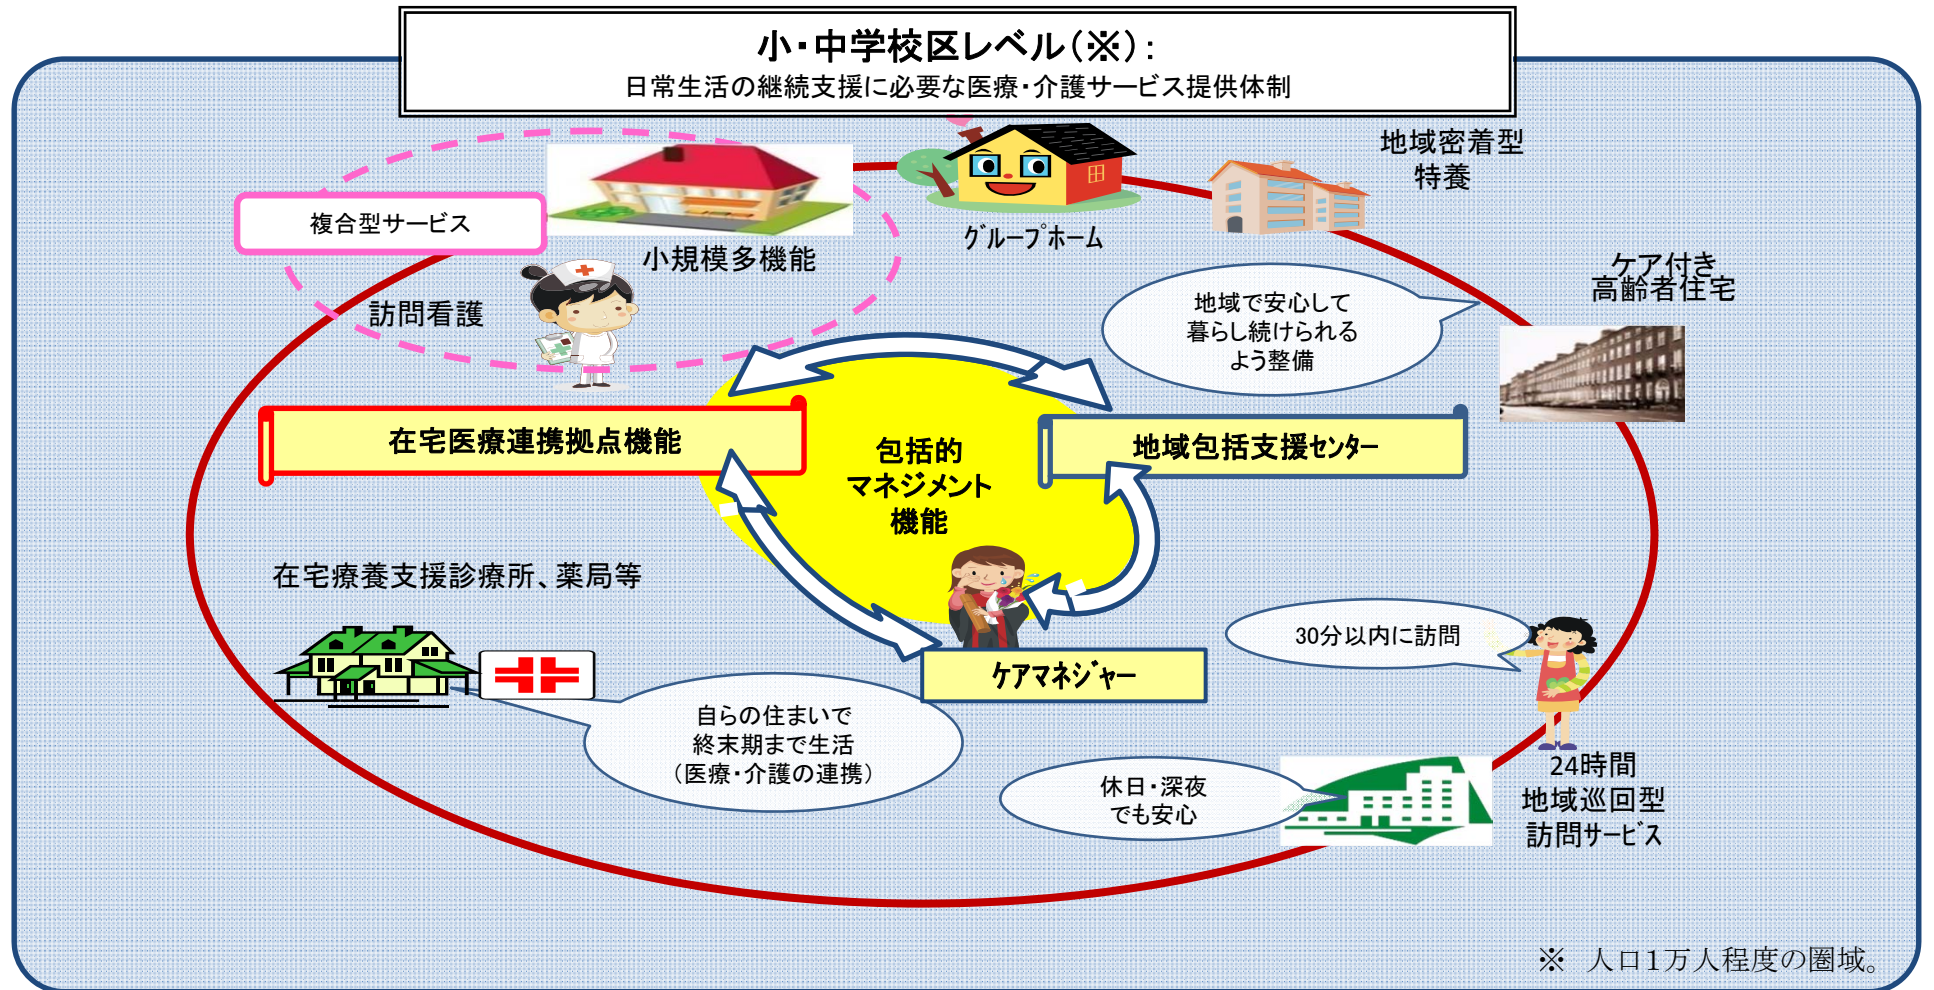 小・中学校区レベル（※）：
日常生活の継続支援に必要な医療・介護サービス提供体制
地域密着型
特養
複合型サービス
小規模多機能
グループホーム
訪問看護
ケア付き
高齢者住宅
地域で安心して
暮らし続けられる
よう整備
在宅医療連携拠点機能
包括的
マネジメント
機能
地域包括支援センター
在宅療養支援診療所、薬局等
30分以内に訪問
ケアマネジャー
自らの住まいで
終末期まで生活
（医療・介護の連携）
休日・深夜
でも安心
24時間
地域巡回型
訪問サービス
※　人口1万人程度の圏域。